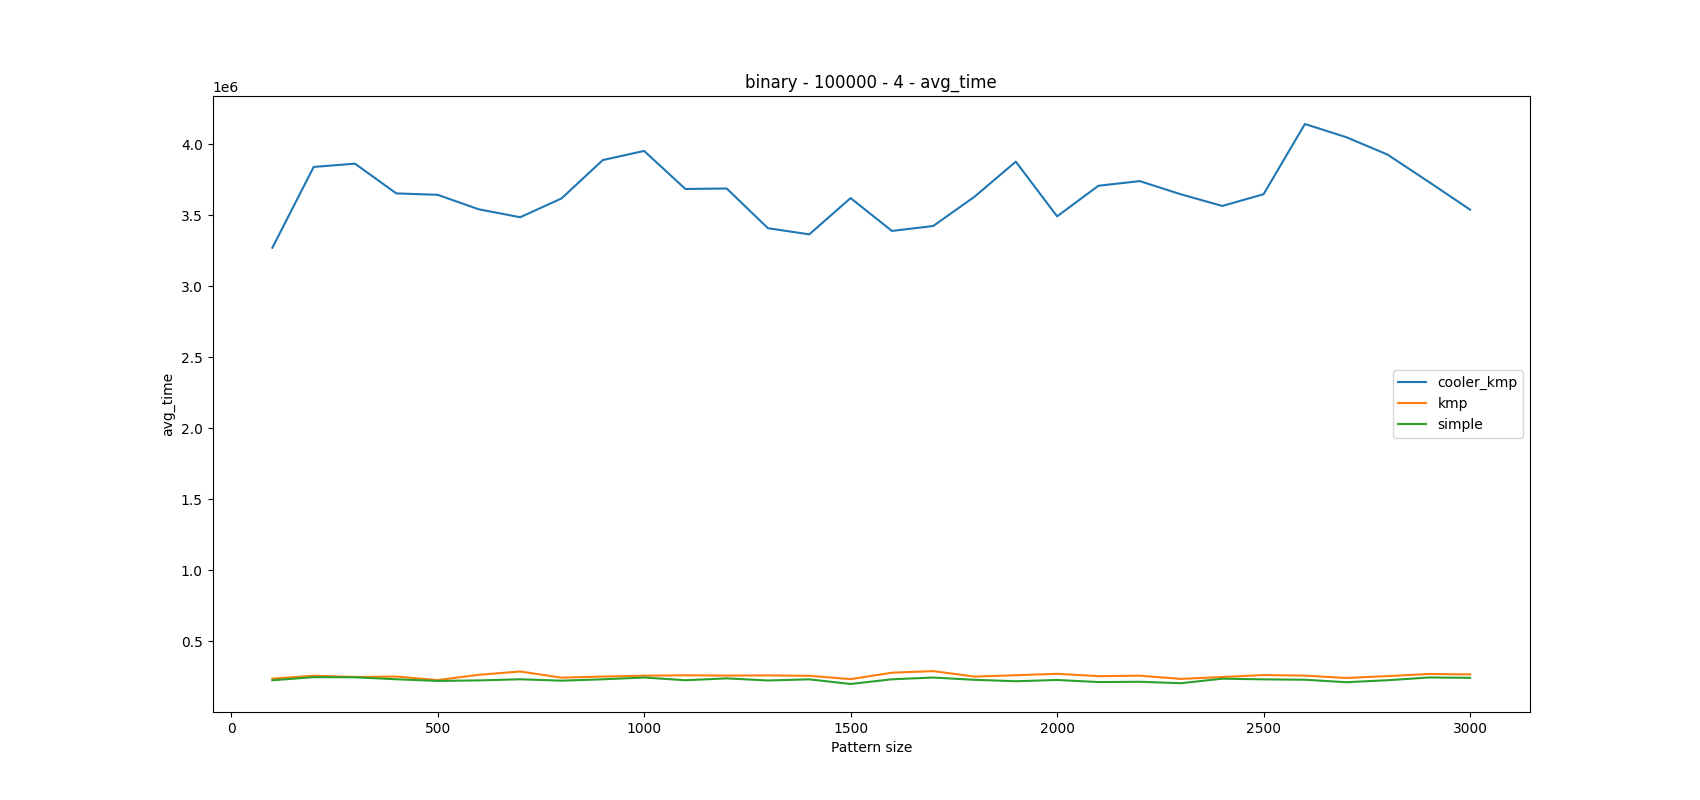 binary - 100000 - 4 - avg_time
1e6
4.0
3.5
3.0
2.5
2.0
1.5
1.0
0.5
avg_time
cooler_kmp
kmp
simple
0 500 1000 1500 2000 2500 3000
Pattern size